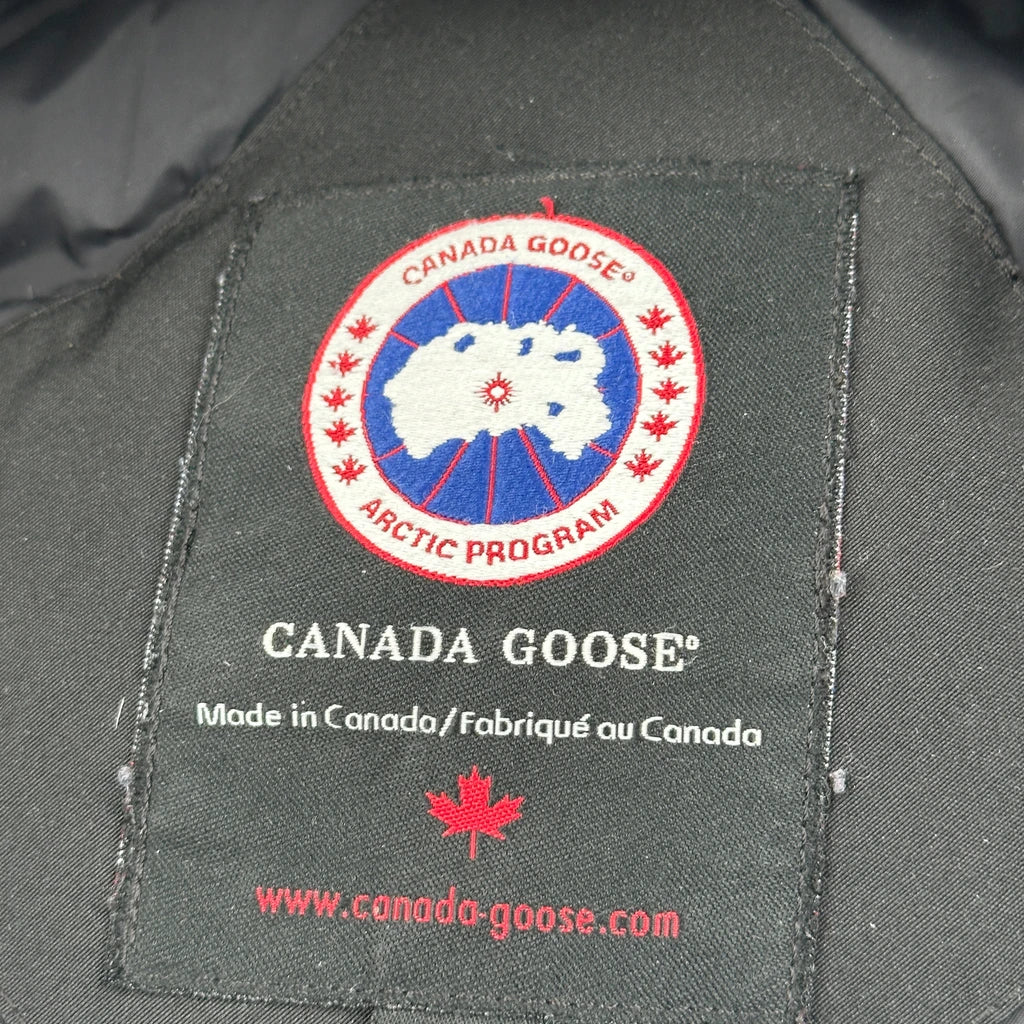 CANADA GOOSE®
ARCTIC PROGRAM
CANADA GOOSE®
Made in Canada/Fabriqué au Canada
www.canada-goose.com